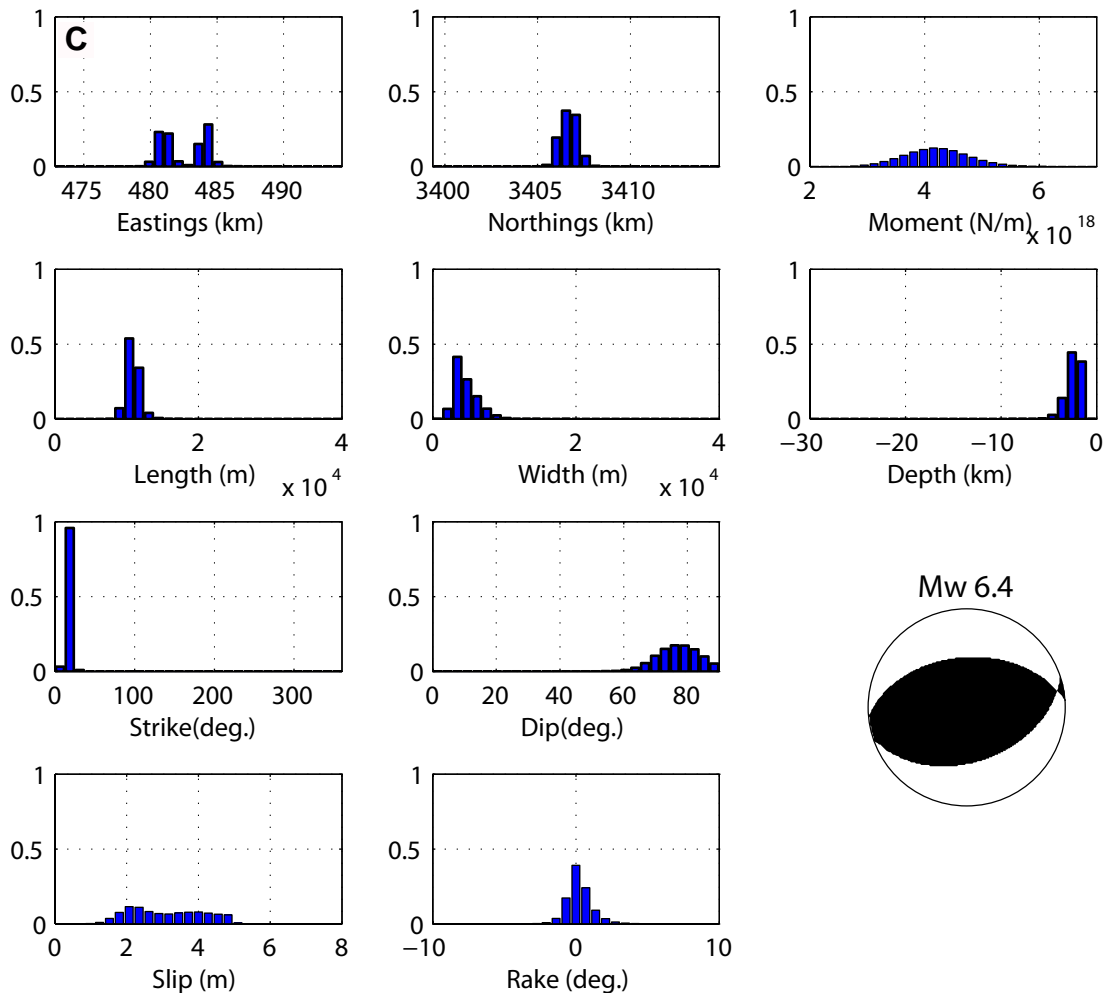 C
1
0.5
0
475 480 485 490
Eastings (km)
1
0.5
0
3400 3405 3410
Northings (km)
1
0.5
0
2 4 6
Moment (N/m)
x 10 18
1
0.5
0
0 2 4
Length (m)
x 10 4
1
0.5
0
0 2 4
Width (m)
x 10 4
1
0.5
0
−30 −20 −10 0
Depth (km)
1
0.5
0
0 100 200 300
Strike(deg.)
1
0.5
0
0 20 40 60 80
Dip(deg.)
Mw 6.4
1
0.5
0
0 2 4 6 8
Slip (m)
1
0.5
0
−10 0 10
Rake (deg.)